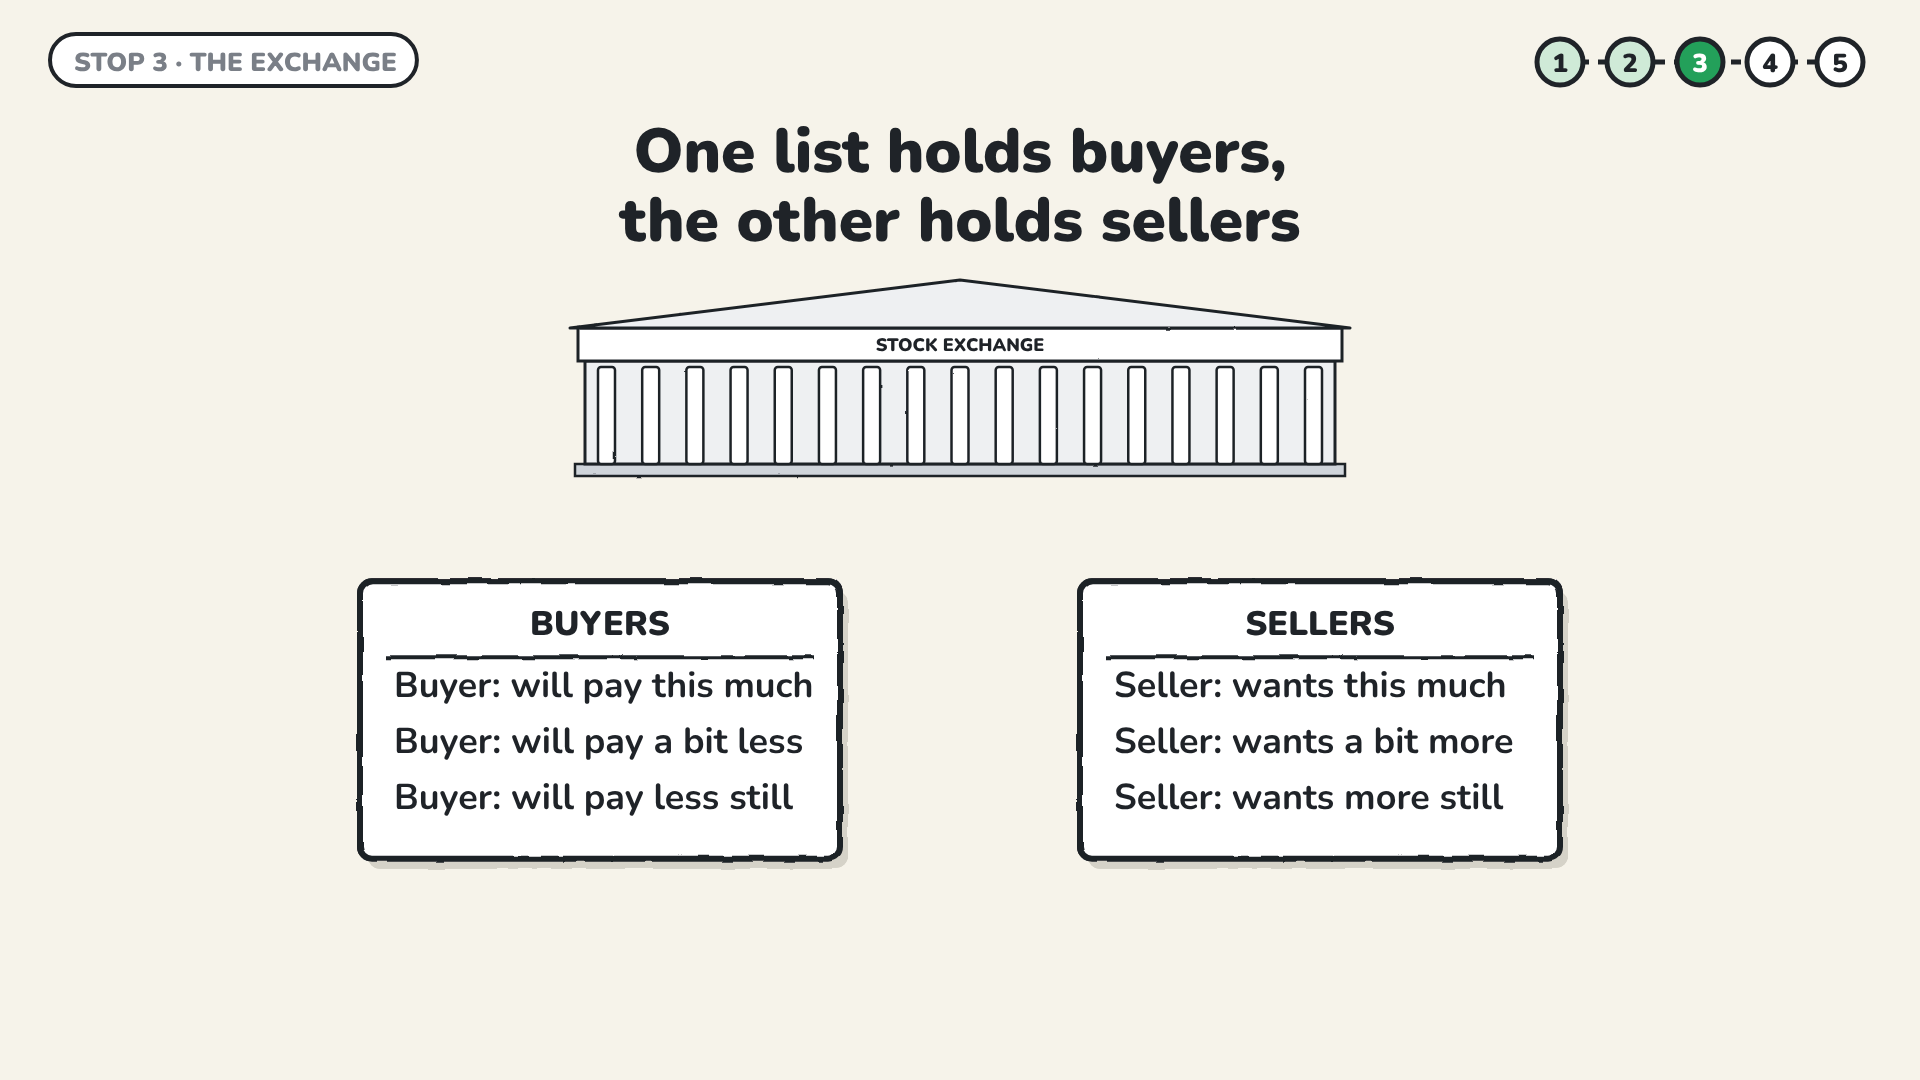 STOP 3 · THE EXCHANGE
1 2 3 4 5
One list holds buyers,
the other holds sellers
STOCK EXCHANGE
BUYERS
Buyer: will pay this much
Buyer: will pay a bit less
Buyer: will pay less still
SELLERS
Seller: wants this much
Seller: wants a bit more
Seller: wants more still